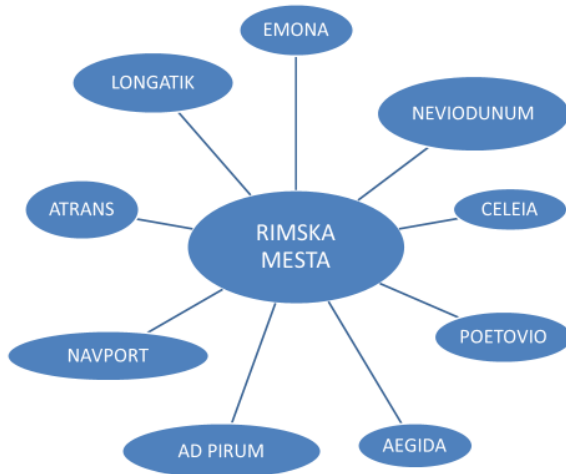 EMONA
LONGATIK
NEVIODUNUM
ATRANS
CELEIA
RIMSKA
MESTA
NAVPORT
POETOVIO
AD PIRUM
AEGIDA